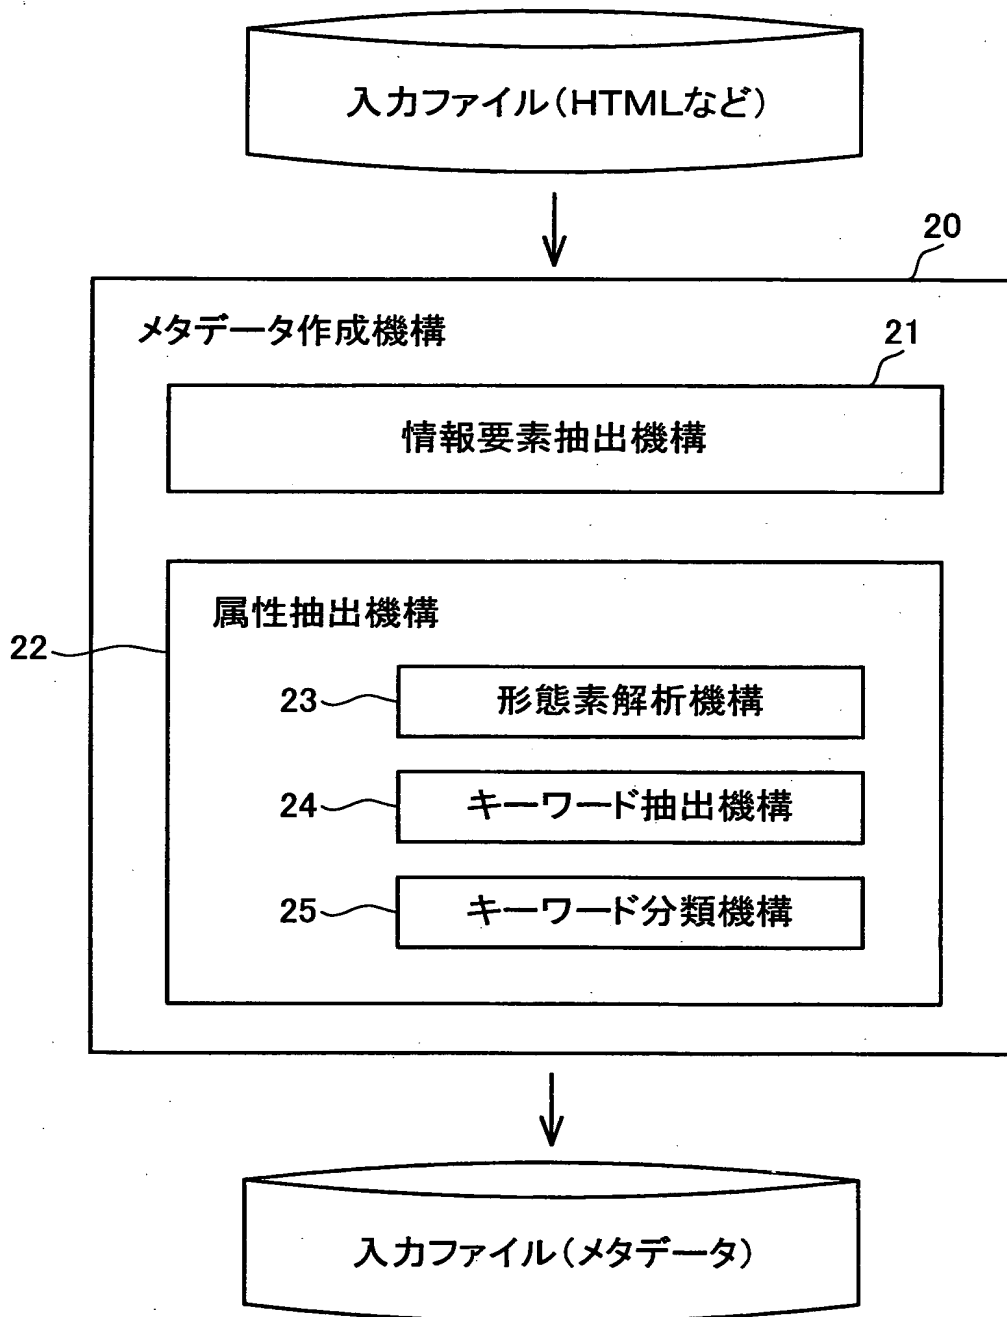 入力ファイル(HTMLなど)
20
メタデータ作成機構
21
情報要素抽出機構
属性抽出機構
22
23
形態素解析機構
24
キーワード抽出機構
25
キーワード分類機構
入力ファイル(メタデータ)